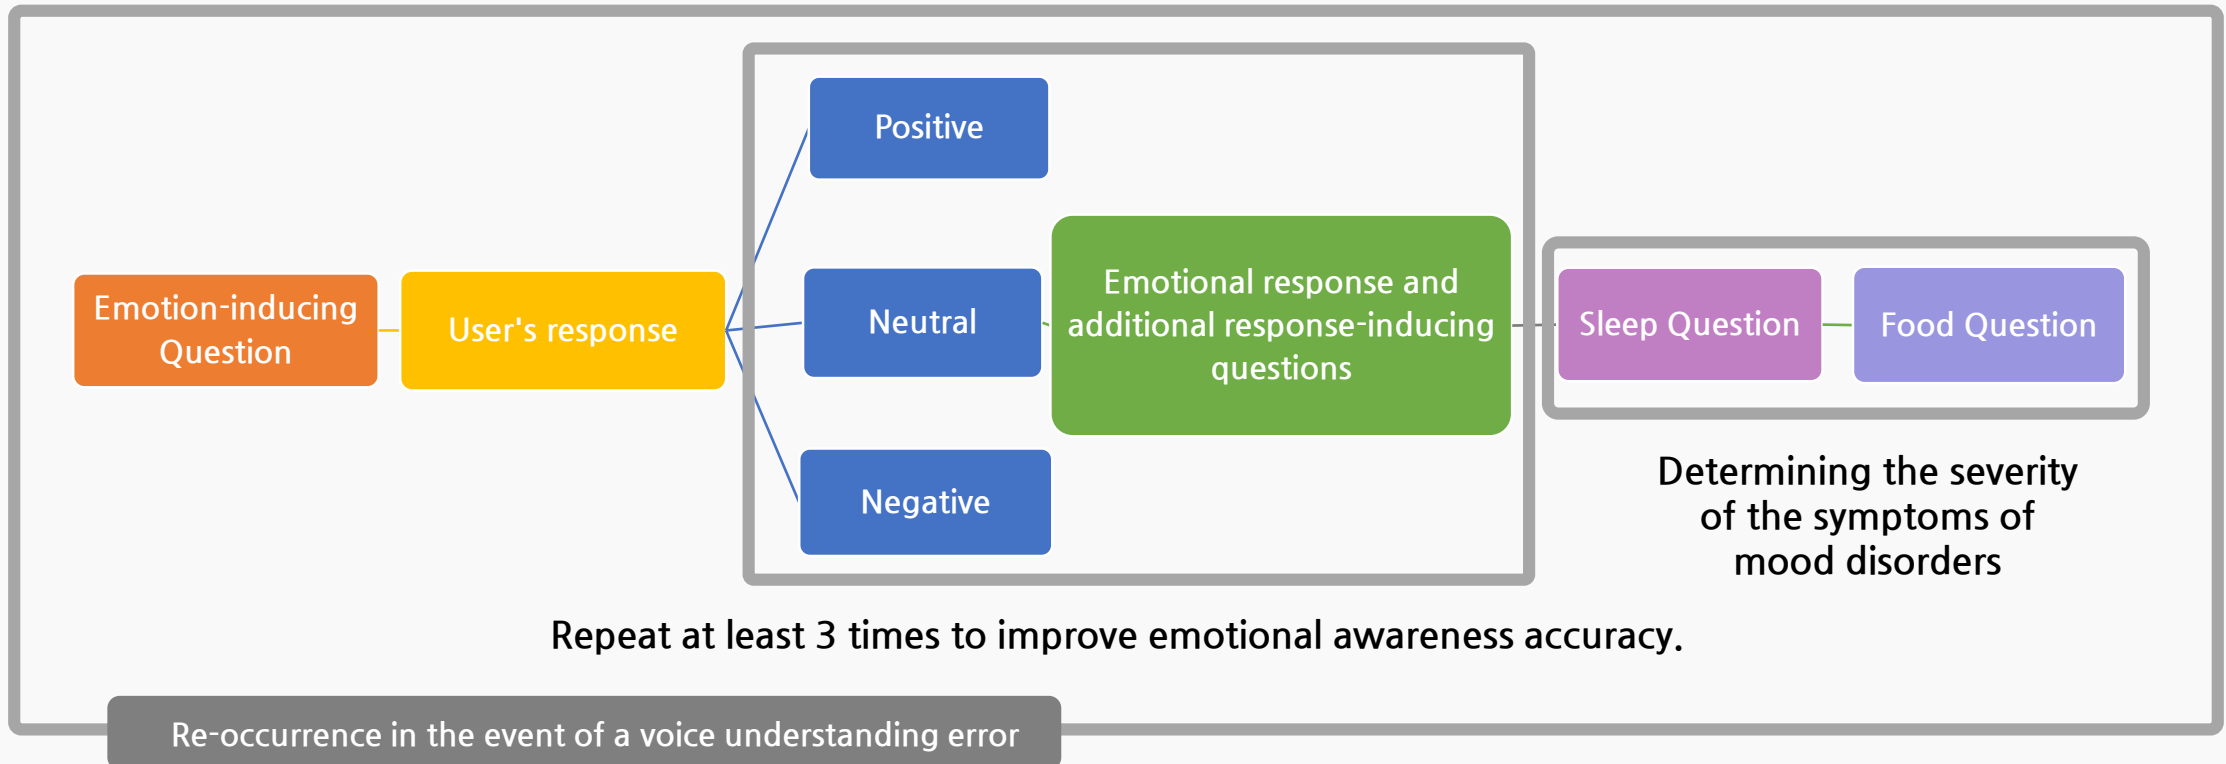 Emotion-inducing
Question
User's response
Positive
Neutral
Negative
Emotional response and
additional response-inducing
questions
Sleep Question
Food Question
Determining the severity
of the symptoms of
mood disorders
Repeat at least 3 times to improve emotional awareness accuracy.
Re-occurrence in the event of a voice understanding error